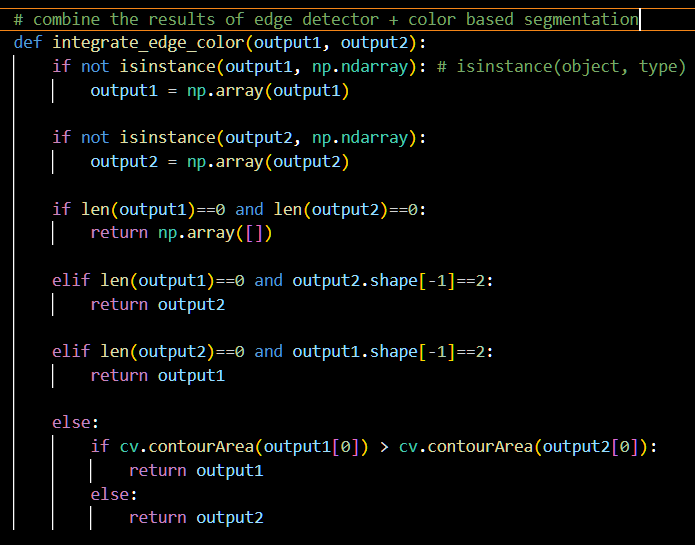 # combine the results of edge detector + color based segmentation
def integrate_edge_color(output1, output2):
    if not isinstance(output1, np.ndarray): # isinstance(object, type)
        output1 = np.array(output1)

    if not isinstance(output2, np.ndarray):
        output2 = np.array(output2)

    if len(output1)==0 and len(output2)==0:
        return np.array([])

    elif len(output1)==0 and output2.shape[-1]==2:
        return output2

    elif len(output2)==0 and output1.shape[-1]==2:
        return output1

    else:
        if cv.contourArea(output1[0]) > cv.contourArea(output2[0]):
            return output1
        else:
            return output2